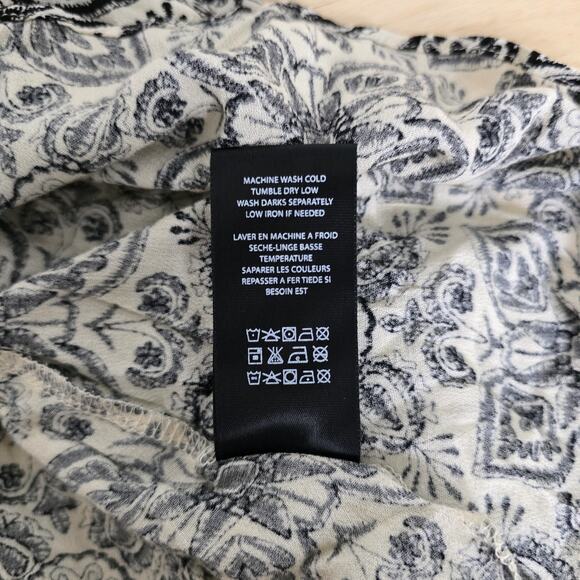 MACHINE WASH COLD
TUMBLE DRY LOW
WASH DARKS SEPARATELY
LOW IRON IF NEEDED
LAVER EN MACHINE A FROID
SECHE-LINGE BASSE
TEMPERATURE
SAPARER LES COULEURS
REPASSER A FER TIEDE SI
BESOIN EST